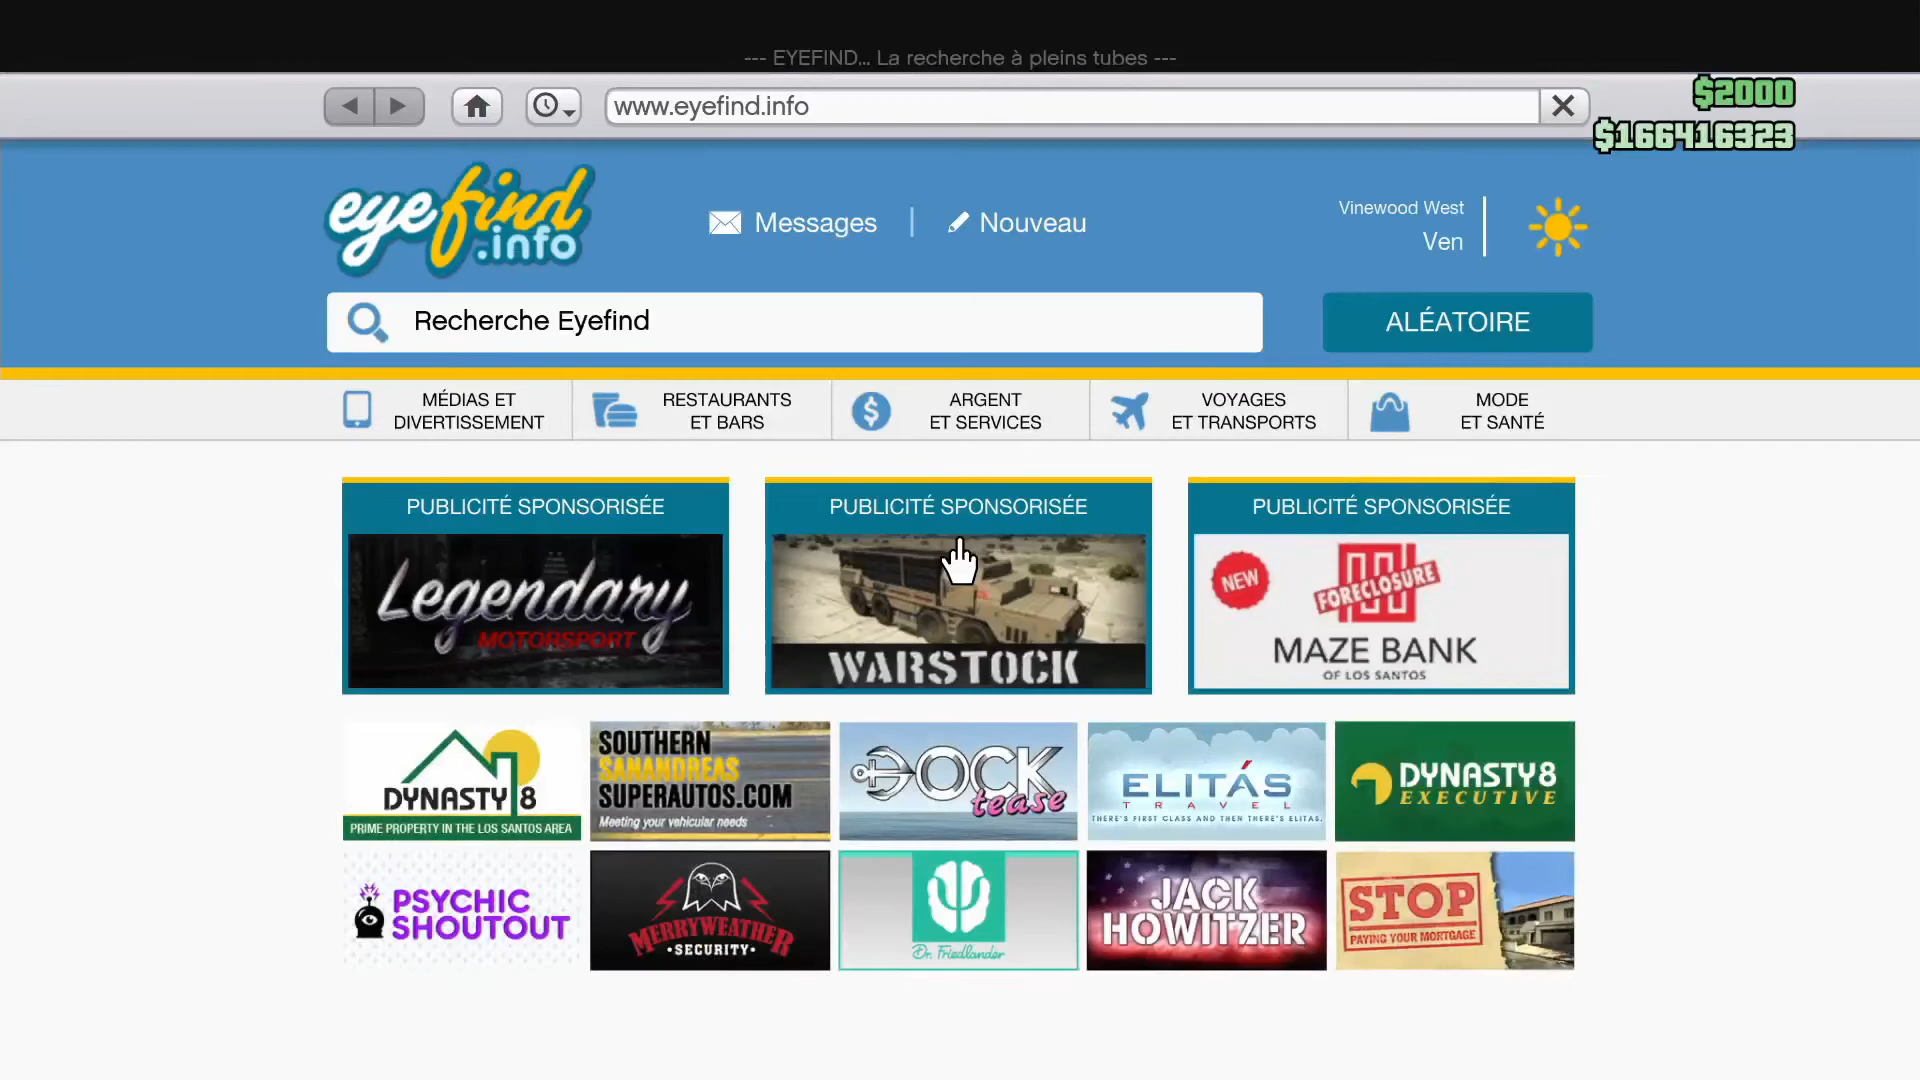 --- EYEFIND... La recherche à pleins tubes ---
www.eyefind.info
$2000
$166416323
eyefind
.info
Messages
Nouveau
Vinewood West
Ven
Recherche Eyefind
ALÉATOIRE
MÉDIAS ET
DIVERTISSEMENT
RESTAURANTS
ET BARS
ARGENT
ET SERVICES
VOYAGES
ET TRANSPORTS
MODE
ET SANTÉ
PUBLICITÉ SPONSORISÉE
Legendary
MOTORSPORT
PUBLICITÉ SPONSORISÉE
WARSTOCK
PUBLICITÉ SPONSORISÉE
NEW
FORECLOSURE
MAZE BANK
OF LOS SANTOS
DYNASTY 8
PRIME PROPERTY IN THE LOS SANTOS AREA
SOUTHERN
SANANDREAS
SUPERAUTOS.COM
Meeting your vehicular needs
DOCK
tease
ELITÁS
TRAVEL
THERE'S FIRST CLASS AND THEN THERE'S ELITAS.
DYNASTY 8
EXECUTIVE
PSYCHIC
SHOUTOUT
MERRYWEATHER
·SECURITY·
Dr. Friedlander
JACK
HOWITZER
STOP
PAYING YOUR MORTGAGE